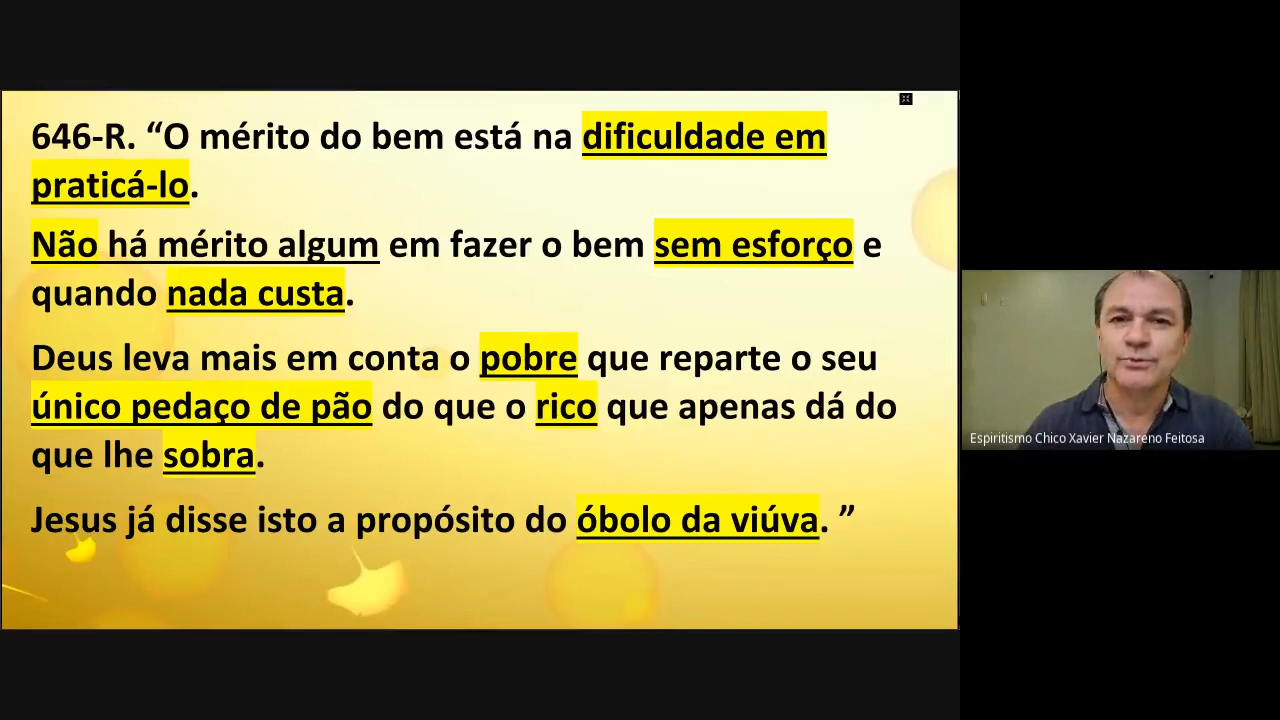 646-R. “O mérito do bem está na dificuldade em
praticá-lo.
Não há mérito algum em fazer o bem sem esforço e
quando nada custa.
Deus leva mais em conta o pobre que reparte o seu
único pedaço de pão do que o rico que apenas dá do
que lhe sobra.
Jesus já disse isto a propósito do óbolo da viúva. ”
Espiritismo Chico Xavier Nazareno Feitosa